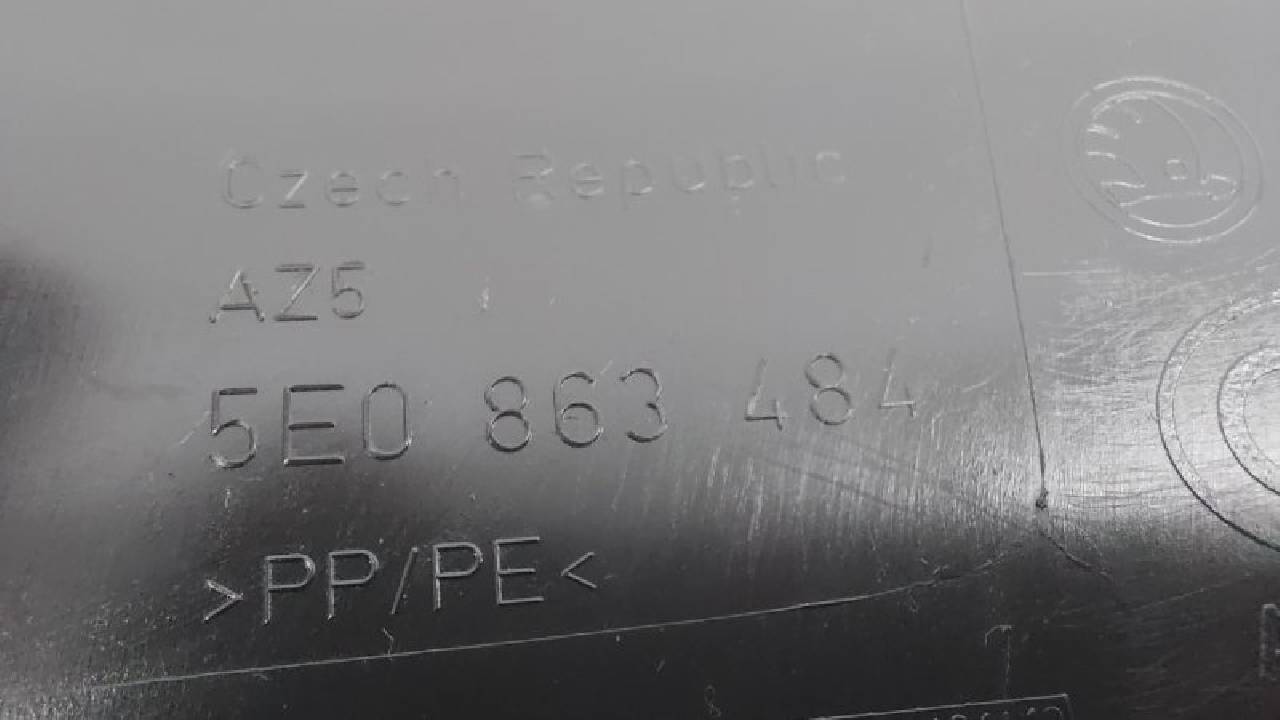 Czech Republic
AZ5
5E0 863 484
>PP/PE<